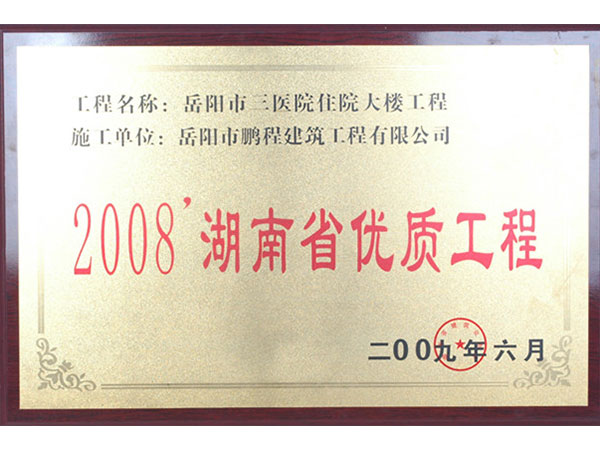 工程名称：岳阳市三医院住院大楼工程
施工单位：岳阳市鹏程建筑工程有限公司
2008'湖南省优质工程
二00九年六月